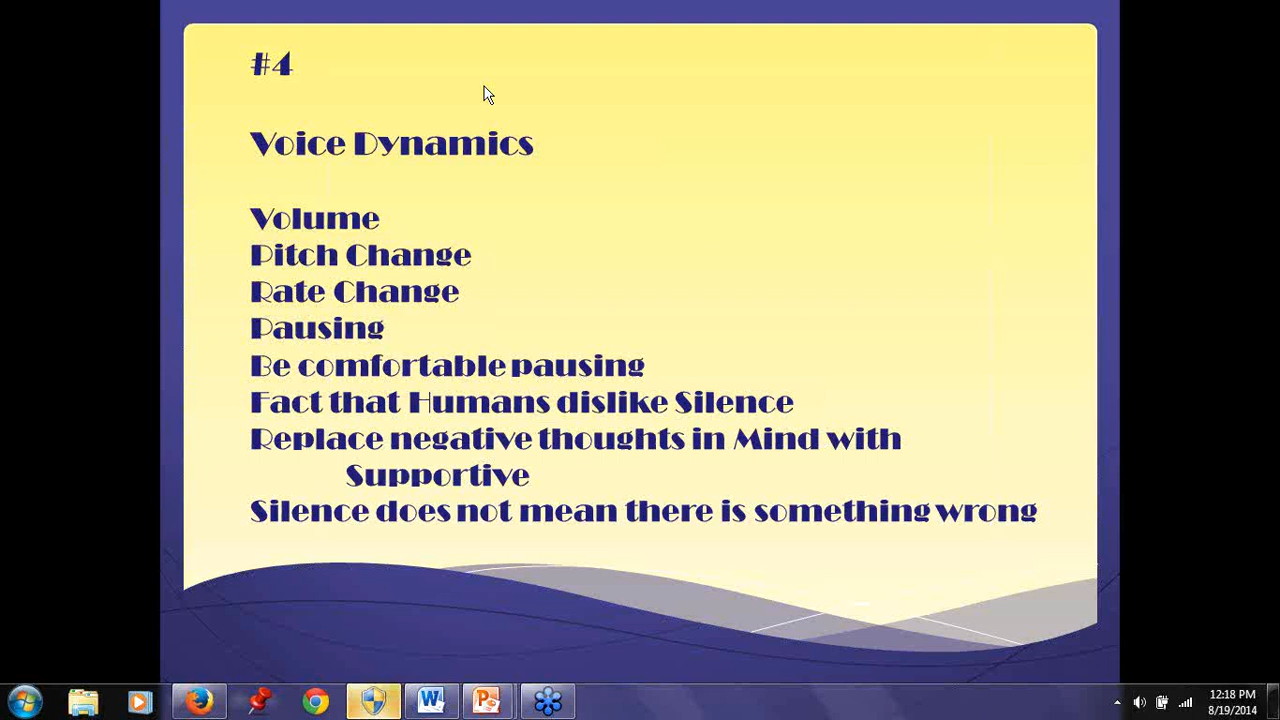 #4
Voice Dynamics
Volume
Pitch Change
Rate Change
Pausing
Be comfortable pausing
Fact that Humans dislike Silence
Replace negative thoughts in Mind with
Supportive
Silence does not mean there is something wrong
12:18 PM
8/19/2014